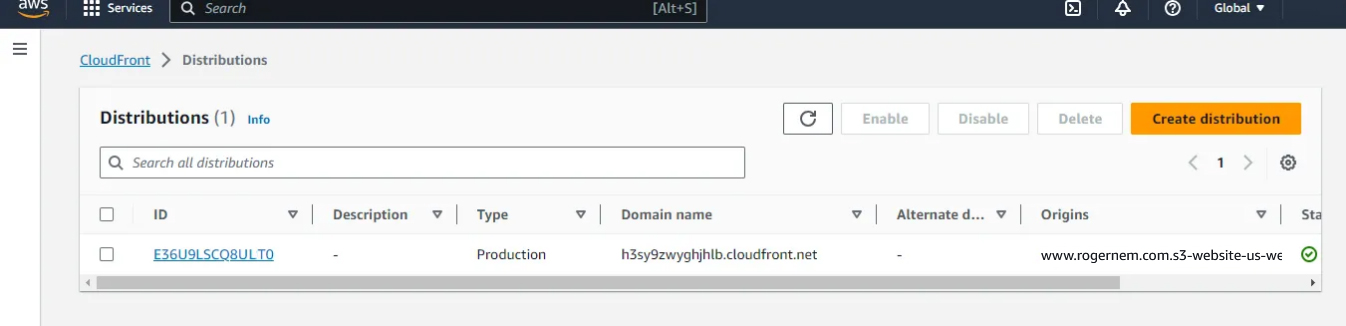 aws Services Search [Alt+S] Global
CloudFront Distributions
Distributions (1) Info Enable Disable Delete Create distribution
Search all distributions 1
ID Description Type Domain name Alternate d... Origins Sta
E36U9LSCQ8ULT0 - Production h3sy9zwyghjhlb.cloudfront.net - www.rogernem.com.s3-website-us-we